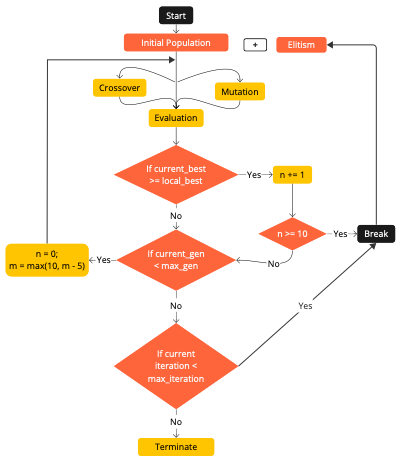 Start
Initial Population
+
Elitism
Crossover
Mutation
Evaluation
If current_best
>= local_best
Yes
n += 1
No
n = 0;
m = max(10, m - 5)
Yes
If current_gen
< max_gen
No
n >= 10
Yes
Break
No
Yes
If current
iteration <
max_iteration
No
Terminate